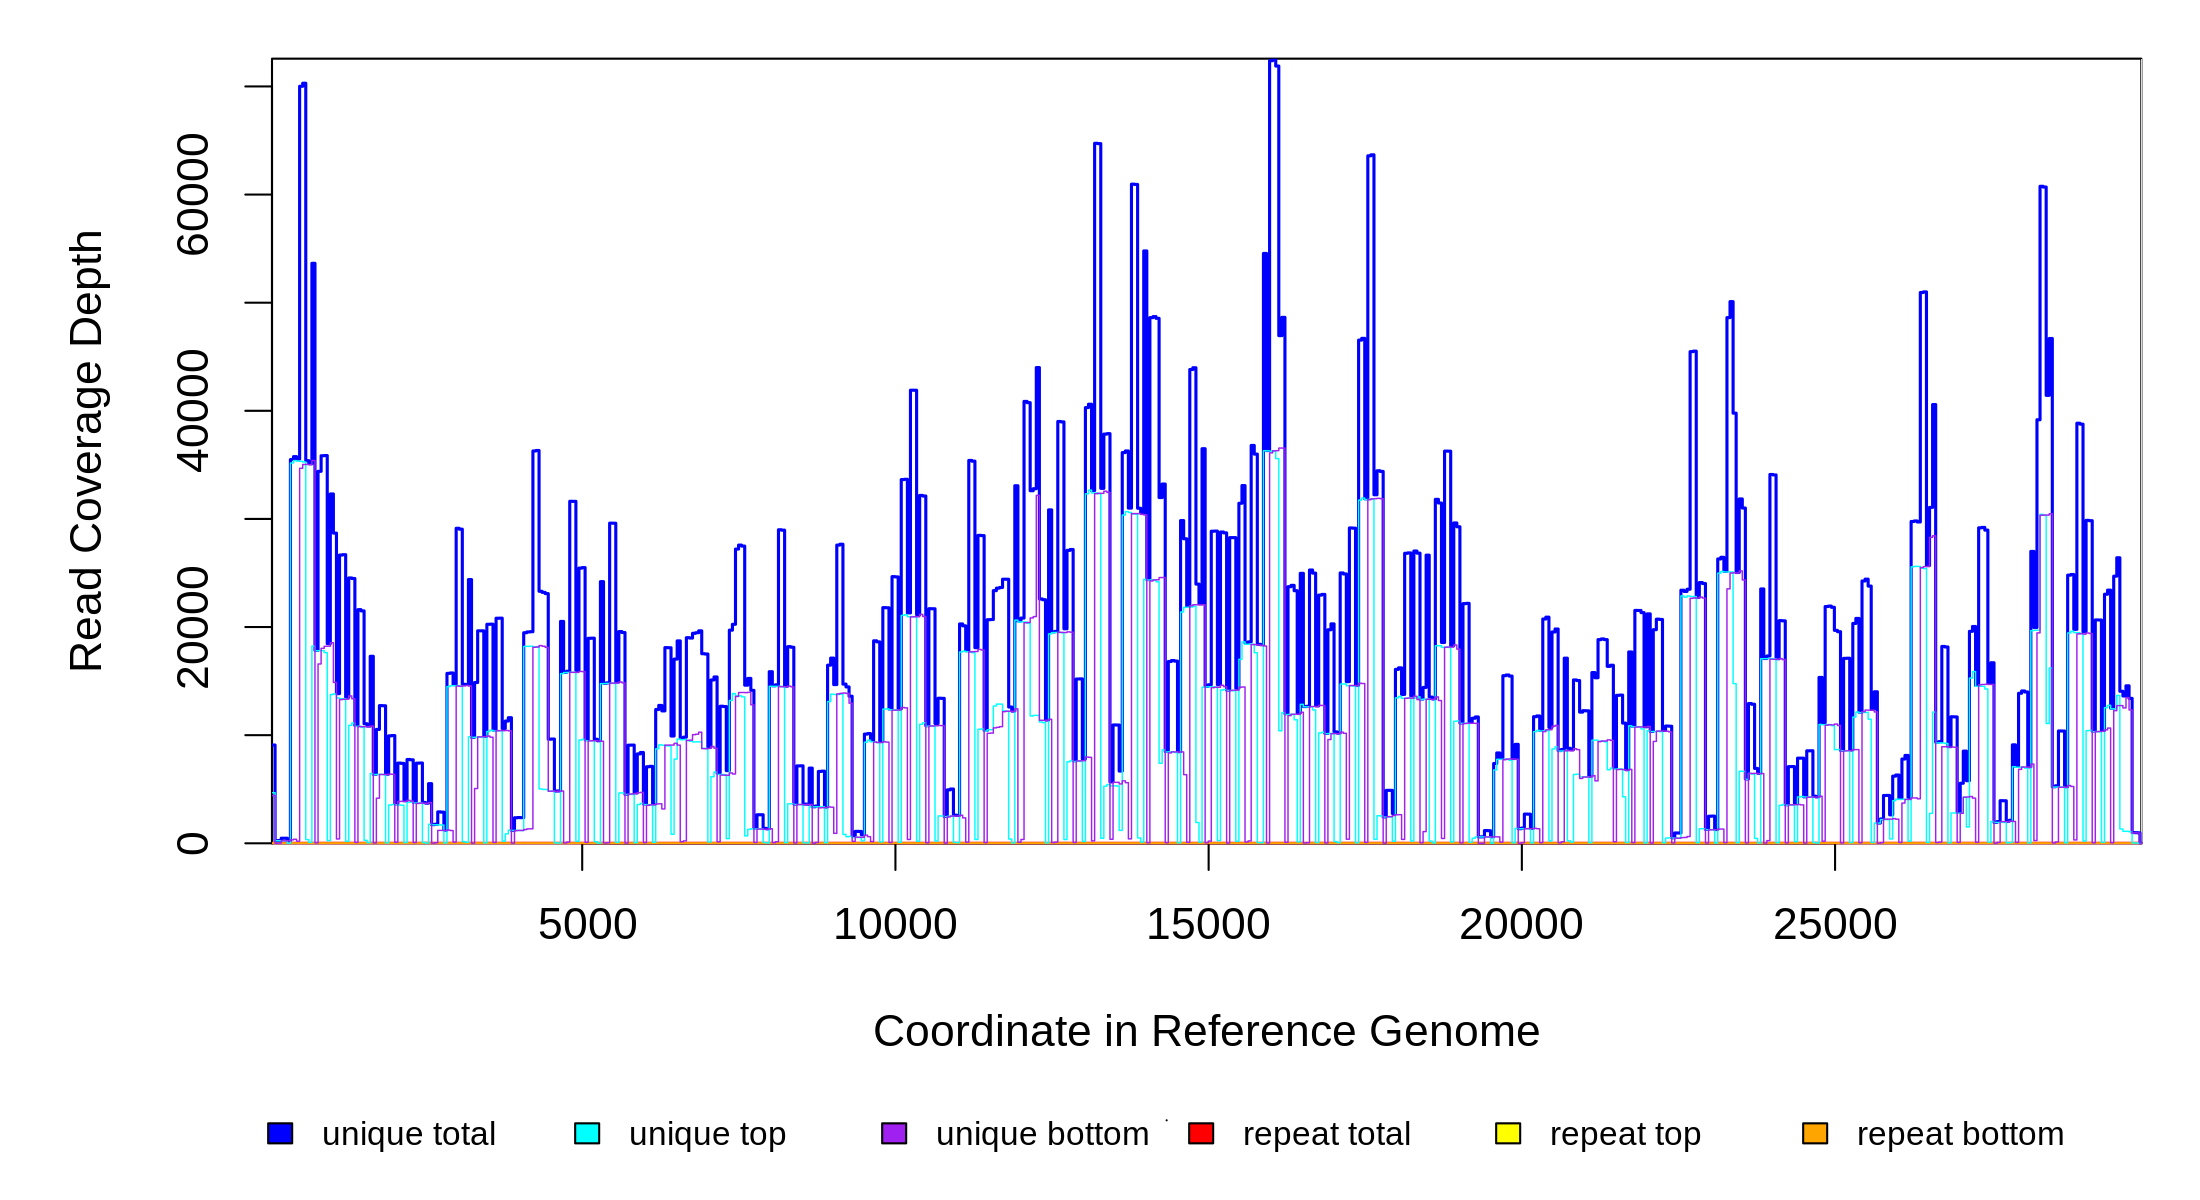 Read Coverage Depth
60000
40000
20000
0
5000 10000 15000 20000 25000
Coordinate in Reference Genome
unique total unique top unique bottom repeat total repeat top repeat bottom